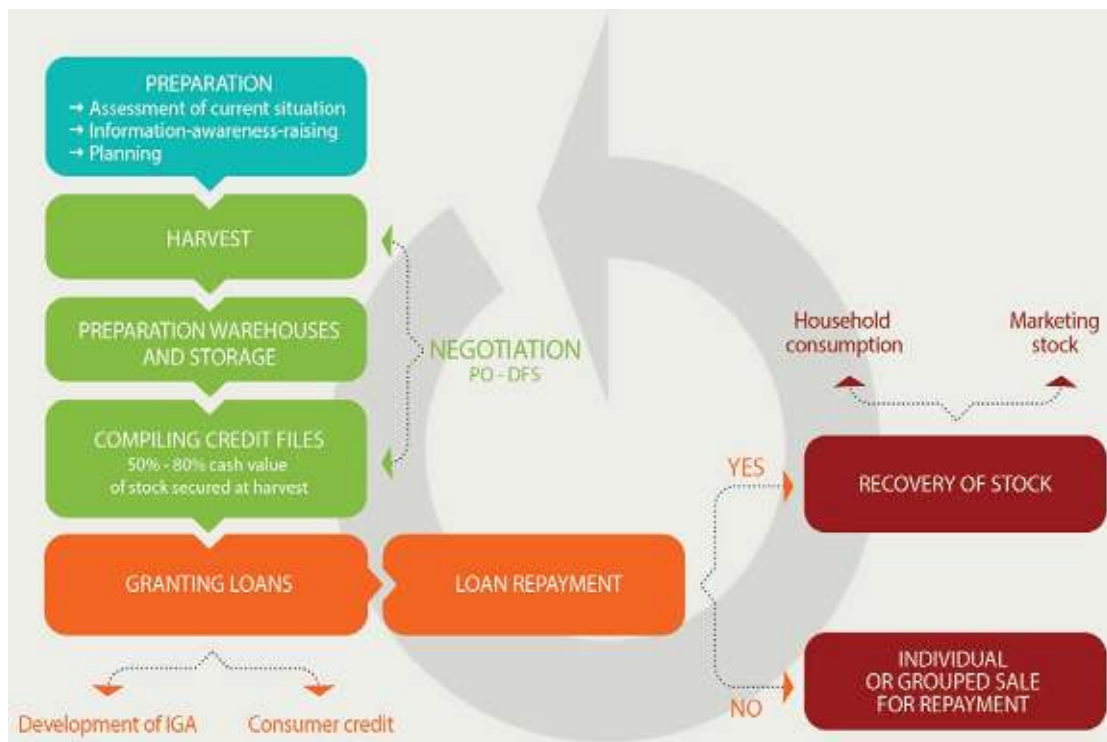 PREPARATION
→ Assessment of current situation
→ Information-awareness-raising
→ Planning
HARVEST
PREPARATION WAREHOUSES
AND STORAGE
COMPILING CREDIT FILES
50% - 80% cash value
of stock secured at harvest
GRANTING LOANS
Development of IGA
Consumer credit
NEGOTIATION
PO - DFS
LOAN REPAYMENT
YES
NO
Household
consumption
Marketing
stock
RECOVERY OF STOCK
INDIVIDUAL
OR GROUPED SALE
FOR REPAYMENT